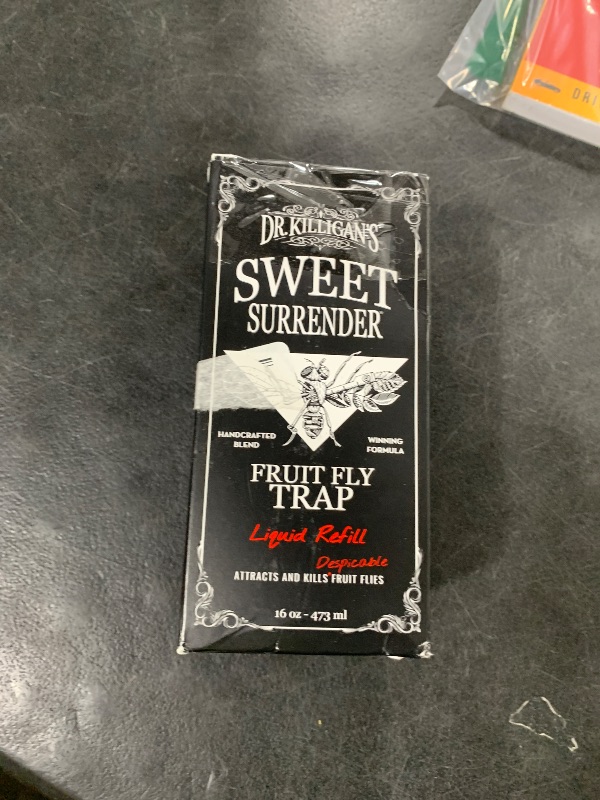 DR. KILLIGAN'S
SWEET
SURRENDER
HANDCRAFTED
BLEND
WINNING
FORMULA
FRUIT FLY
TRAP
Liquid Refill
Despicable
ATTRACTS AND KILLS FRUIT FLIES
16 oz - 473 ml